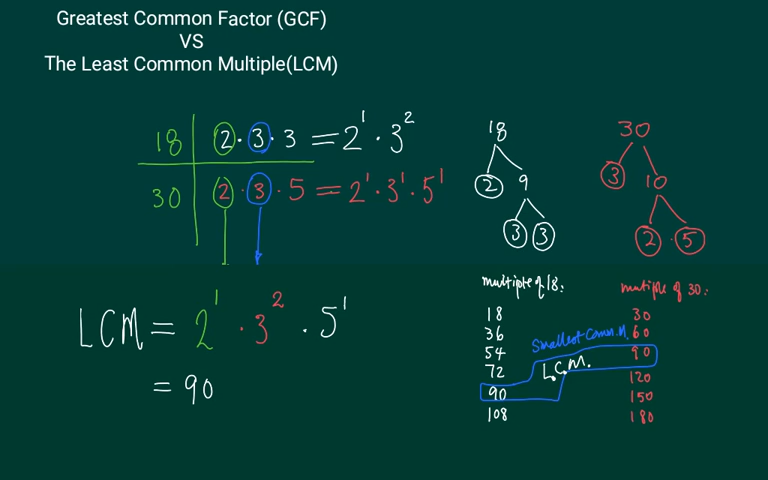 Greatest Common Factor (GCF)
VS
The Least Common Multiple(LCM)
18 2·3·3 = 2¹·3²
30 2·3·5 = 2¹·3¹·5¹
LCM = 2¹·3²·5¹
= 90
18
2 9
3 3
30
3 10
2·5
multiple of 18:
18
36
54
72
90
108
mutiple of 30:
30
60
90
120
150
180
Smallest Comm. M.
L.C.M.